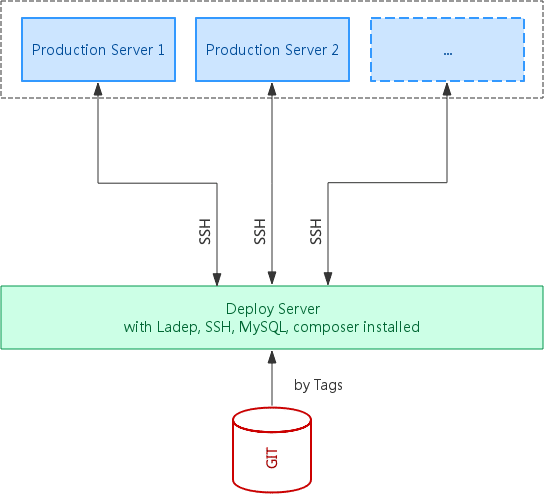 Production Server 1
Production Server 2
...
SSH
SSH
SSH
Deploy Server
with Ladep, SSH, MySQL, composer installed
by Tags
GIT